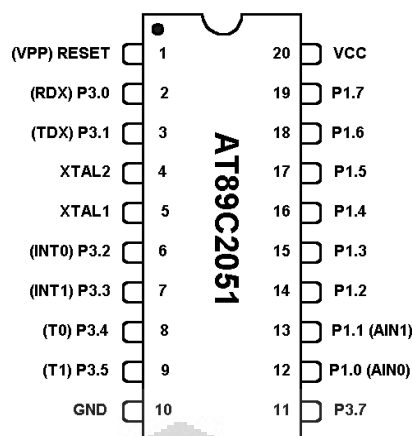 (VPP) RESET 1 20 VCC
(RDX) P3.0 2 19 P1.7
(TDX) P3.1 3 18 P1.6
XTAL2 4 17 P1.5
XTAL1 5 16 P1.4
(INT0) P3.2 6 15 P1.3
(INT1) P3.3 7 14 P1.2
(T0) P3.4 8 13 P1.1 (AIN1)
(T1) P3.5 9 12 P1.0 (AIN0)
GND 10 11 P3.7
AT89C2051